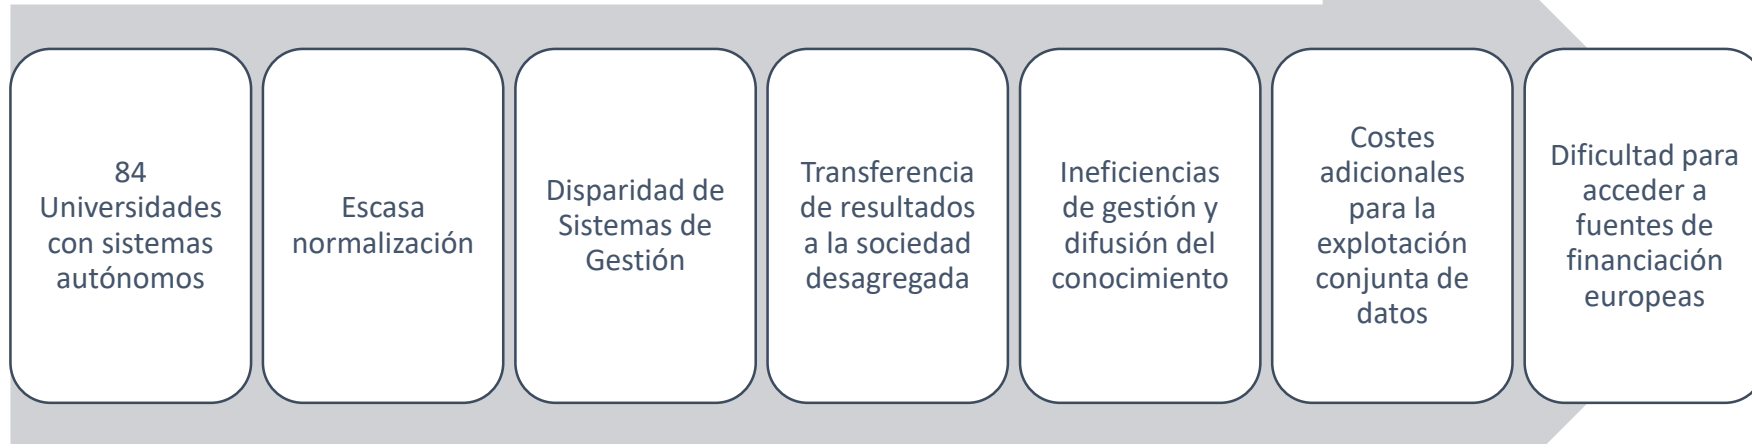 84
Universidades
con sistemas
autónomos
Escasa
normalización
Disparidad de
Sistemas de
Gestión
Transferencia
de resultados
a la sociedad
desagregada
Ineficiencias
de gestión y
difusión del
conocimiento
Costes
adicionales
para la
explotación
conjunta de
datos
Dificultad para
acceder a
fuentes de
financiación
europeas